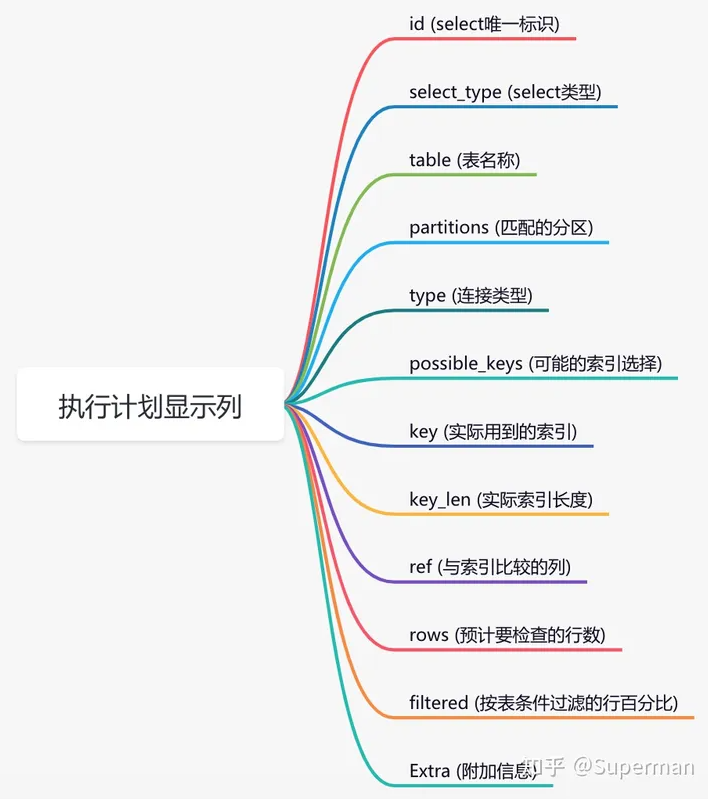 id (select唯一标识)
select_type (select类型)
table (表名称)
partitions (匹配的分区)
type (连接类型)
possible_keys (可能的索引选择)
执行计划显示列
key (实际用到的索引)
key_len (实际索引长度)
ref (与索引比较的列)
rows (预计要检查的行数)
filtered (按表条件过滤的行百分比)
Extra (附加信息)
知乎 @Superman